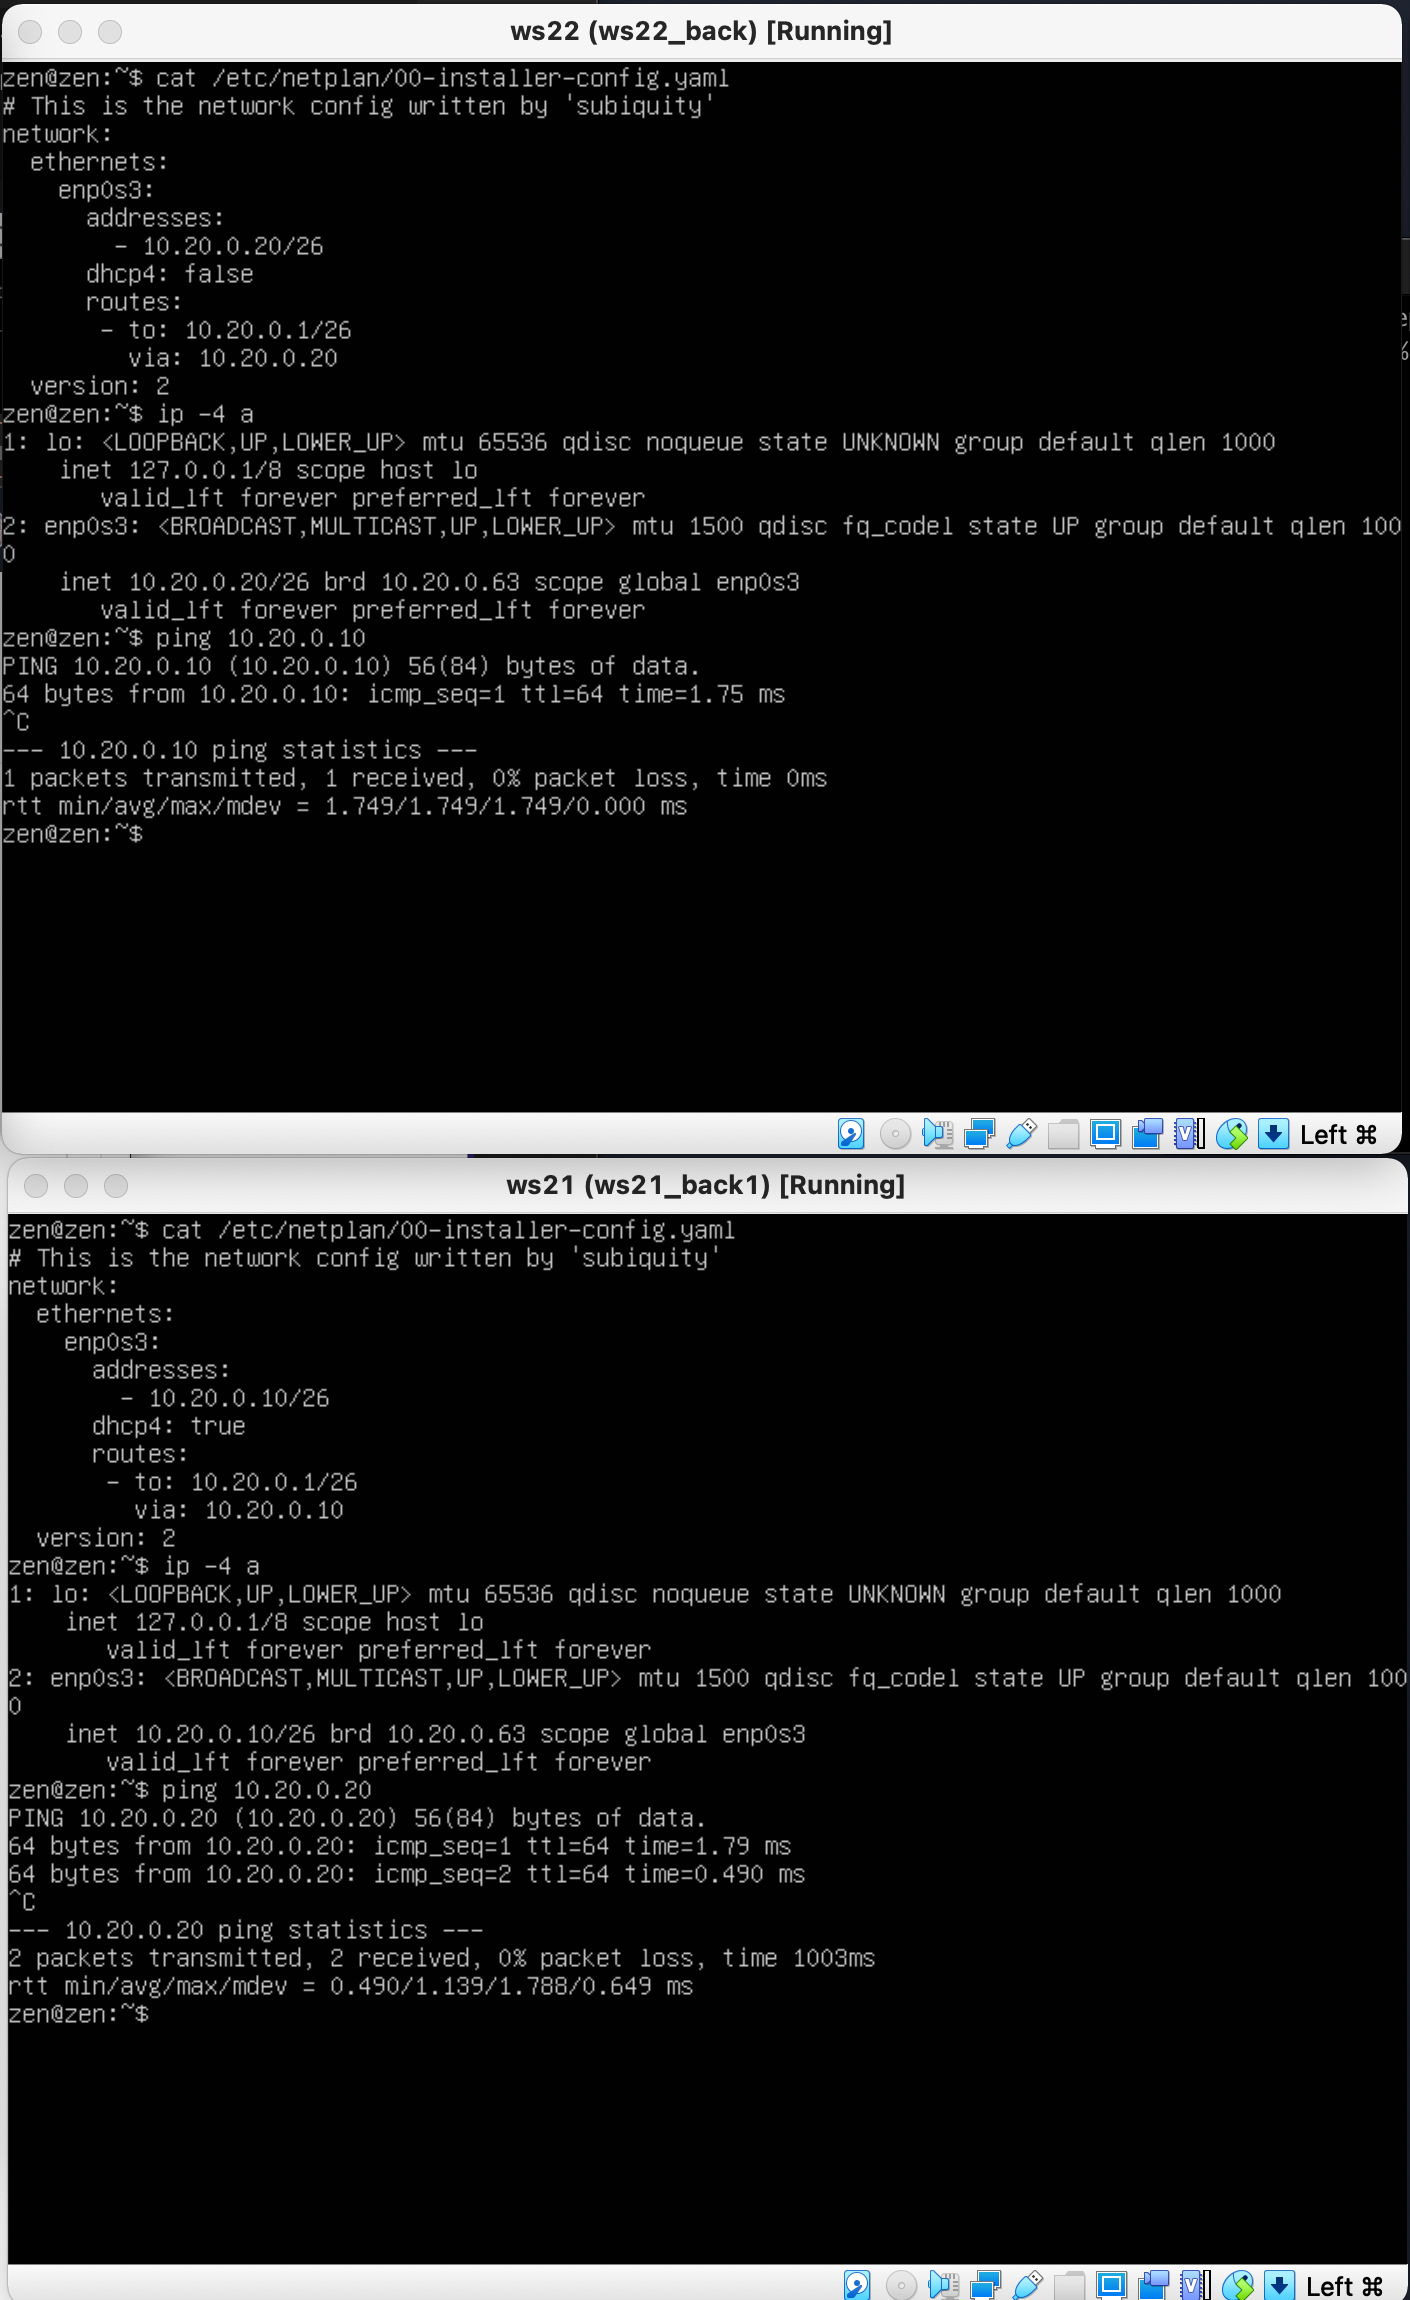 ws22 (ws22_back) [Running]
zen@zen:~$ cat /etc/netplan/00-installer-config.yaml
# This is the network config written by 'subiquity'
network:
  ethernets:
    enp0s3:
      addresses:
        - 10.20.0.20/26
      dhcp4: false
      routes:
       - to: 10.20.0.1/26
         via: 10.20.0.20
  version: 2
zen@zen:~$ ip -4 a
1: lo: <LOOPBACK,UP,LOWER_UP> mtu 65536 qdisc noqueue state UNKNOWN group default qlen 1000
    inet 127.0.0.1/8 scope host lo
       valid_lft forever preferred_lft forever
2: enp0s3: <BROADCAST,MULTICAST,UP,LOWER_UP> mtu 1500 qdisc fq_codel state UP group default qlen 100
0
    inet 10.20.0.20/26 brd 10.20.0.63 scope global enp0s3
       valid_lft forever preferred_lft forever
zen@zen:~$ ping 10.20.0.10
PING 10.20.0.10 (10.20.0.10) 56(84) bytes of data.
64 bytes from 10.20.0.10: icmp_seq=1 ttl=64 time=1.75 ms
^C
--- 10.20.0.10 ping statistics ---
1 packets transmitted, 1 received, 0% packet loss, time 0ms
rtt min/avg/max/mdev = 1.749/1.749/1.749/0.000 ms
zen@zen:~$
Left ⌘
ws21 (ws21_back1) [Running]
zen@zen:~$ cat /etc/netplan/00-installer-config.yaml
# This is the network config written by 'subiquity'
network:
  ethernets:
    enp0s3:
      addresses:
        - 10.20.0.10/26
      dhcp4: true
      routes:
       - to: 10.20.0.1/26
         via: 10.20.0.10
  version: 2
zen@zen:~$ ip -4 a
1: lo: <LOOPBACK,UP,LOWER_UP> mtu 65536 qdisc noqueue state UNKNOWN group default qlen 1000
    inet 127.0.0.1/8 scope host lo
       valid_lft forever preferred_lft forever
2: enp0s3: <BROADCAST,MULTICAST,UP,LOWER_UP> mtu 1500 qdisc fq_codel state UP group default qlen 100
0
    inet 10.20.0.10/26 brd 10.20.0.63 scope global enp0s3
       valid_lft forever preferred_lft forever
zen@zen:~$ ping 10.20.0.20
PING 10.20.0.20 (10.20.0.20) 56(84) bytes of data.
64 bytes from 10.20.0.20: icmp_seq=1 ttl=64 time=1.79 ms
64 bytes from 10.20.0.20: icmp_seq=2 ttl=64 time=0.490 ms
^C
--- 10.20.0.20 ping statistics ---
2 packets transmitted, 2 received, 0% packet loss, time 1003ms
rtt min/avg/max/mdev = 0.490/1.139/1.788/0.649 ms
zen@zen:~$
Left ⌘